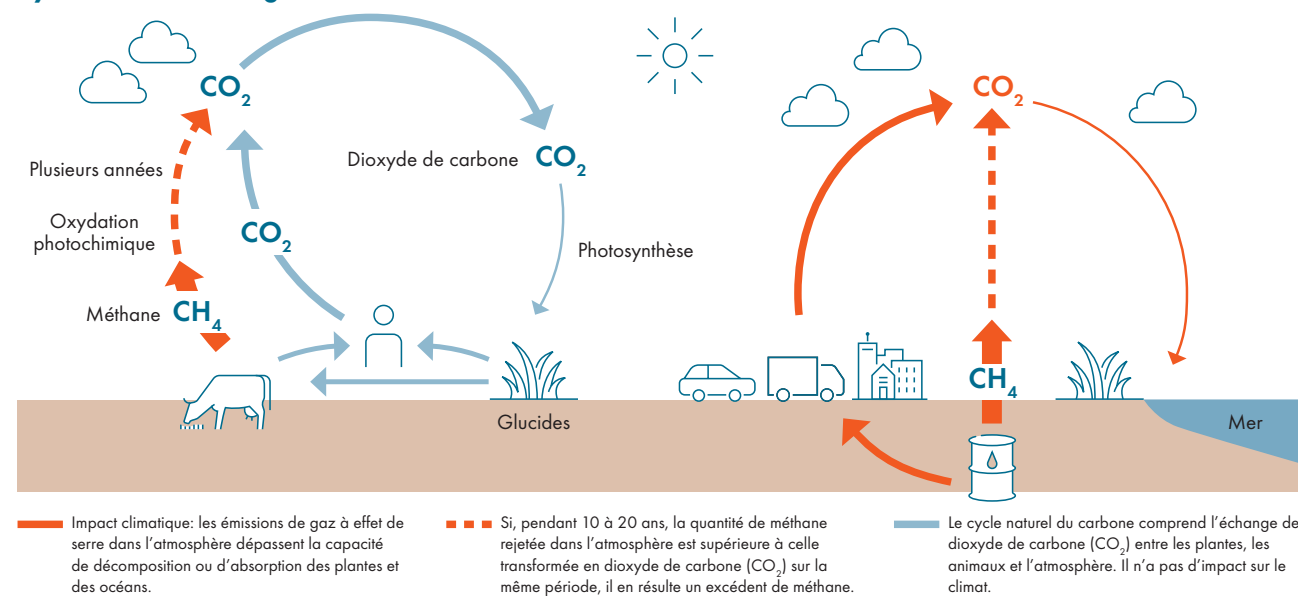 CO2
CO2
Plusieurs années
Dioxyde de carbone CO2
Oxydation
photochimique
CO2
Photosynthèse
Méthane CH4
CH4
Glucides
Mer
Impact climatique: les émissions de gaz à effet de
serre dans l’atmosphère dépassent la capacité
de décomposition ou d’absorption des plantes et
des océans.
Si, pendant 10 à 20 ans, la quantité de méthane
rejetée dans l’atmosphère est supérieure à celle
transformée en dioxyde de carbone (CO2) sur la
même période, il en résulte un excédent de méthane.
Le cycle naturel du carbone comprend l’échange de
dioxyde de carbone (CO2) entre les plantes, les
animaux et l’atmosphère. Il n’a pas d’impact sur le
climat.